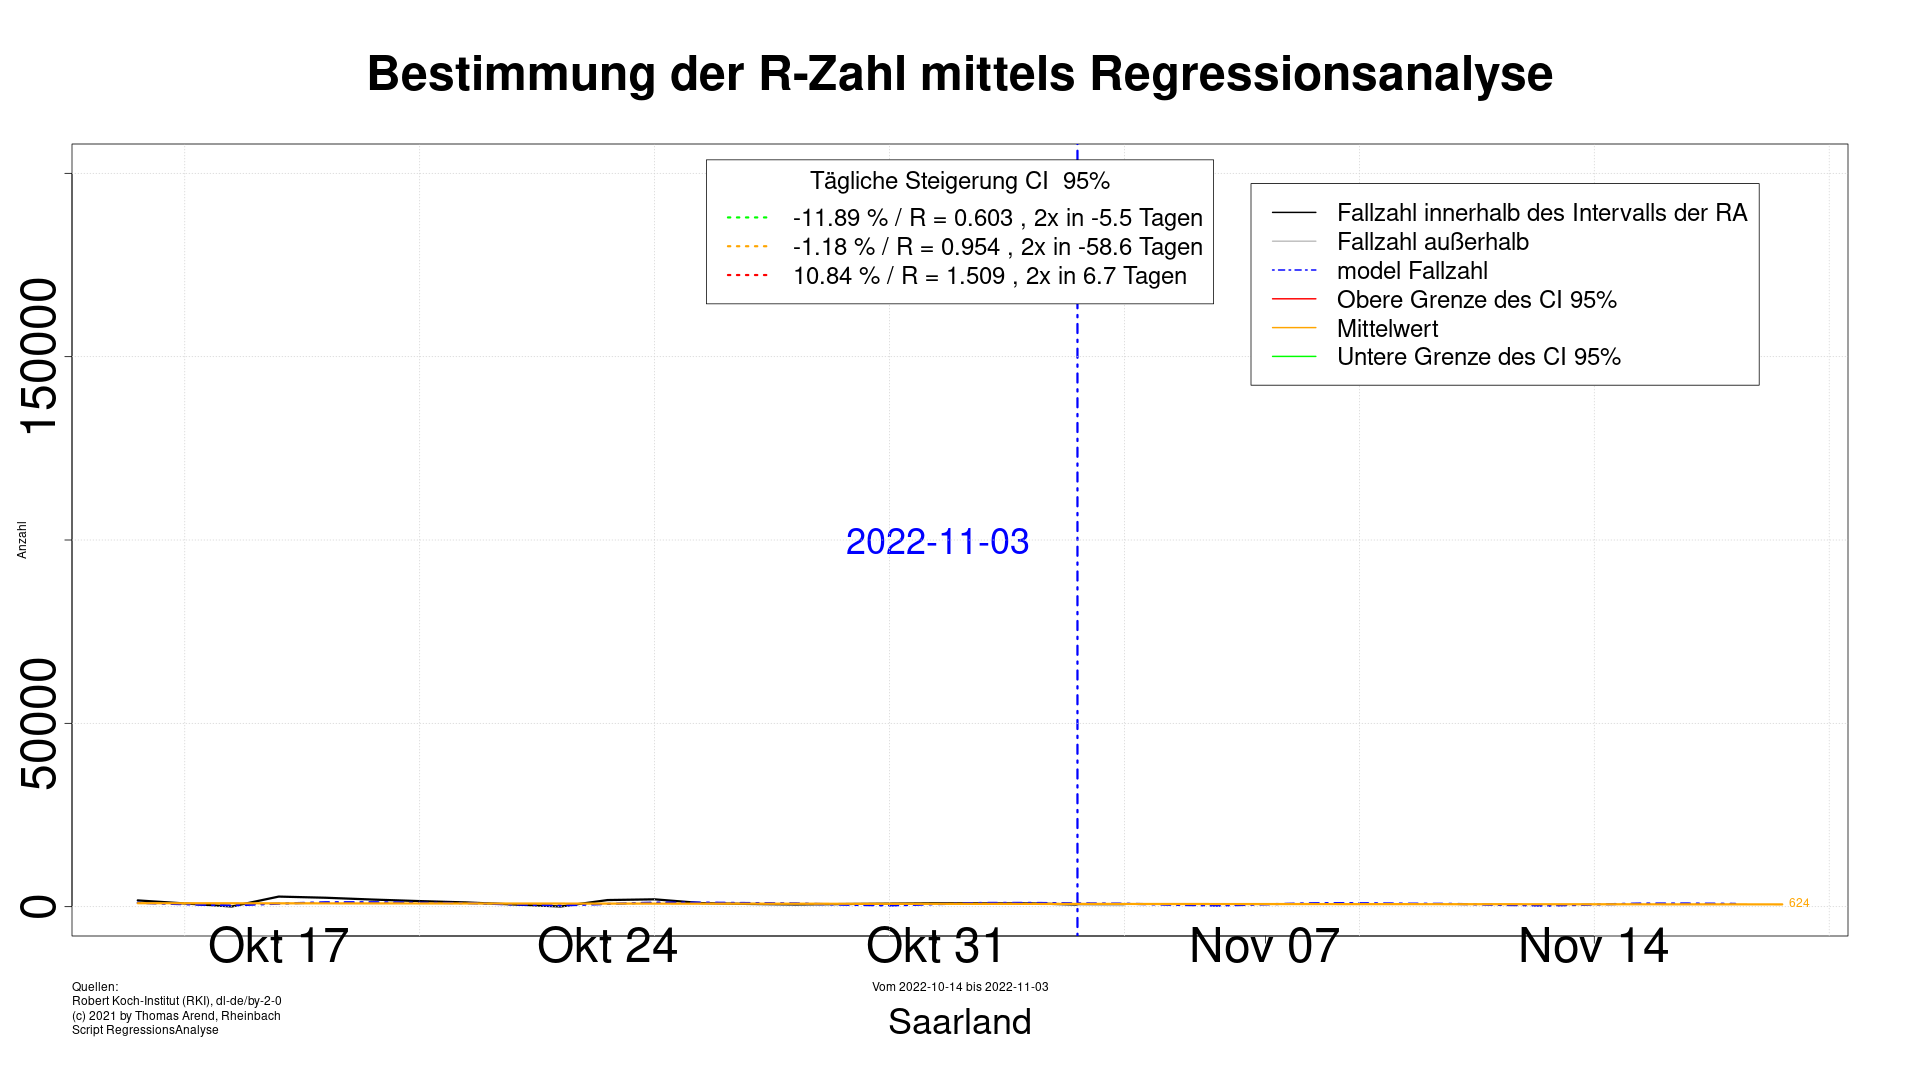 Bestimmung der R-Zahl mittels Regressionsanalyse
Tägliche Steigerung CI  95%
-11.89 % / R = 0.603 , 2x in -5.5 Tagen
-1.18 % / R = 0.954 , 2x in -58.6 Tagen
10.84 % / R = 1.509 , 2x in 6.7 Tagen
Fallzahl innerhalb des Intervalls der RA
Fallzahl außerhalb
model Fallzahl
Obere Grenze des CI 95%
Mittelwert
Untere Grenze des CI 95%
150000
50000
0
Anzahl
2022-11-03
624
Okt 17
Okt 24
Okt 31
Nov 07
Nov 14
Quellen:
Robert Koch-Institut (RKI), dl-de/by-2-0
(c) 2021 by Thomas Arend, Rheinbach
Script RegressionsAnalyse
Vom 2022-10-14 bis 2022-11-03
Saarland